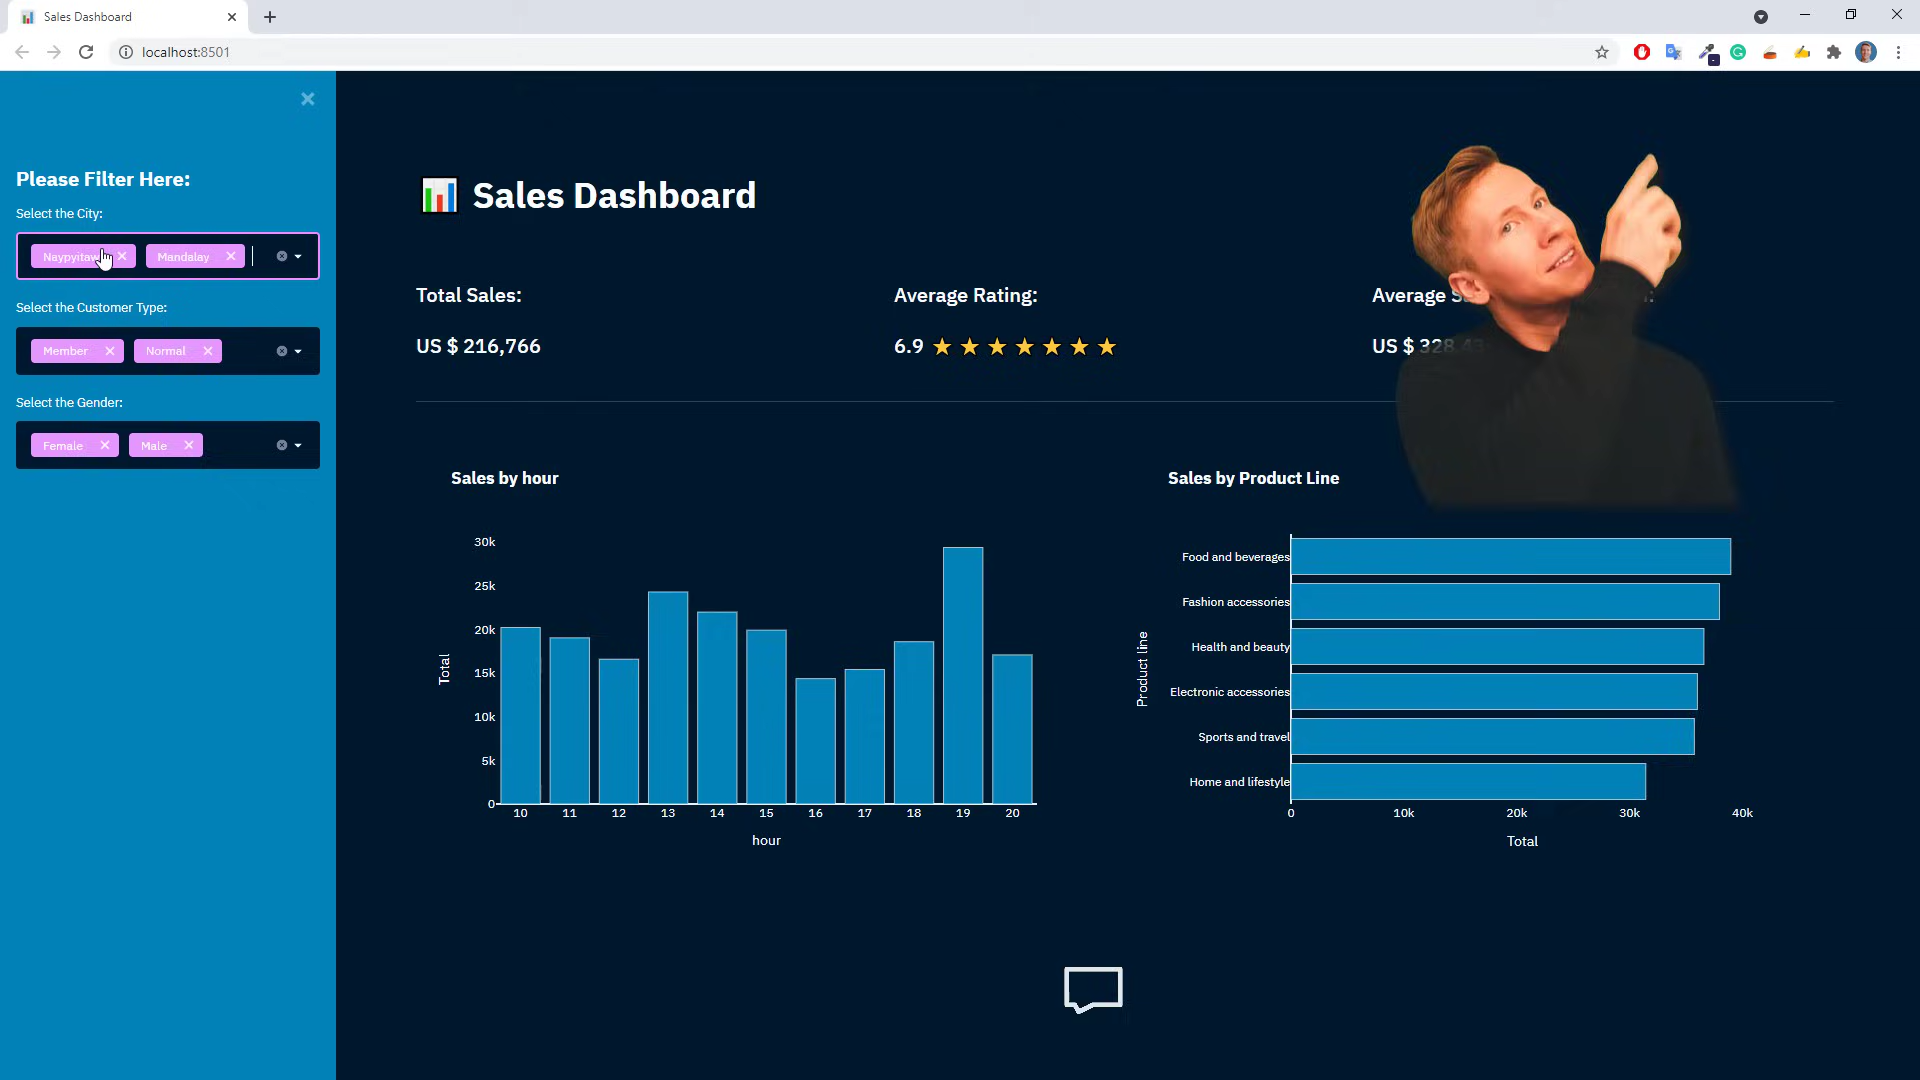 Sales Dashboard
localhost:8501
Please Filter Here:
Select the City:
Naypyitaw
Mandalay
Select the Customer Type:
Member
Normal
Select the Gender:
Female
Male
Sales Dashboard
Total Sales:
US $ 216,766
Average Rating:
6.9
Average
US $ 328.43
Sales by hour
30k
25k
20k
15k
10k
5k
0
Total
10 11 12 13 14 15 16 17 18 19 20
hour
Sales by Product Line
Product line
Food and beverages
Fashion accessories
Health and beauty
Electronic accessories
Sports and travel
Home and lifestyle
0 10k 20k 30k 40k
Total